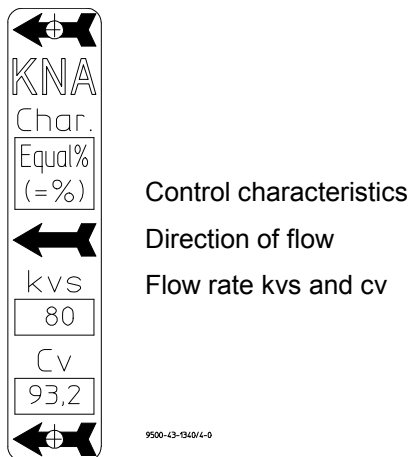 KNA
Char.
Equal%
(=%)
Control characteristics
Direction of flow
kvs
Flow rate kvs and cv
80
Cv
93,2
9500-43-1340/4-0